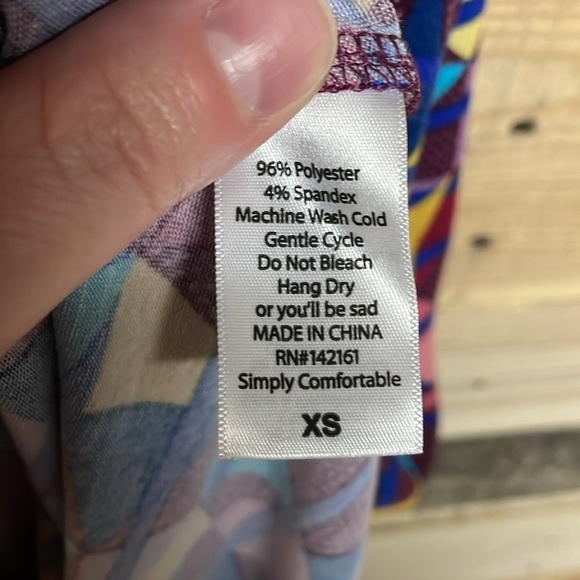 96% Polyester
4% Spandex
Machine Wash Cold
Gentle Cycle
Do Not Bleach
Hang Dry
or you'll be sad
MADE IN CHINA
RN#142161
Simply Comfortable
XS